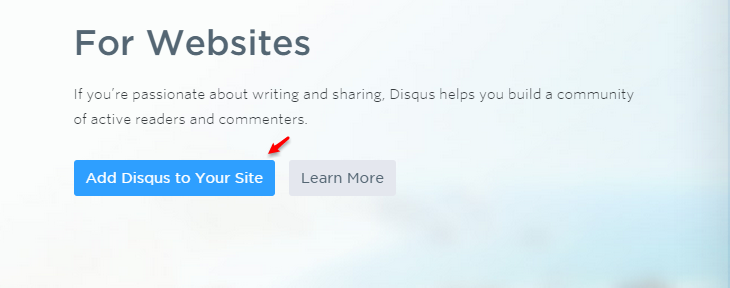 For Websites
If you're passionate about writing and sharing, Disqus helps you build a community
of active readers and commenters.
Add Disqus to Your Site
Learn More